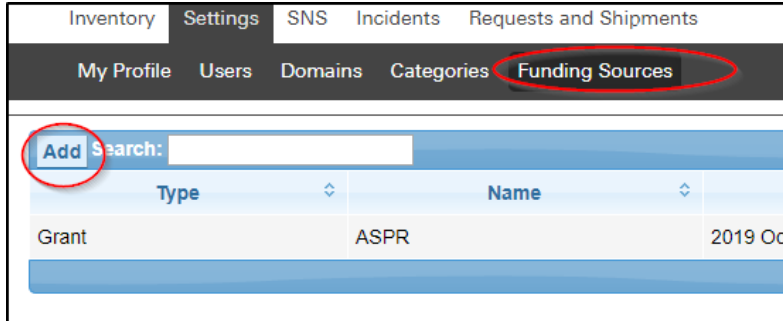 Inventory Settings SNS Incidents Requests and Shipments
My Profile Users Domains Categories Funding Sources
Add Search:
Type Name
Grant ASPR 2019 Oc